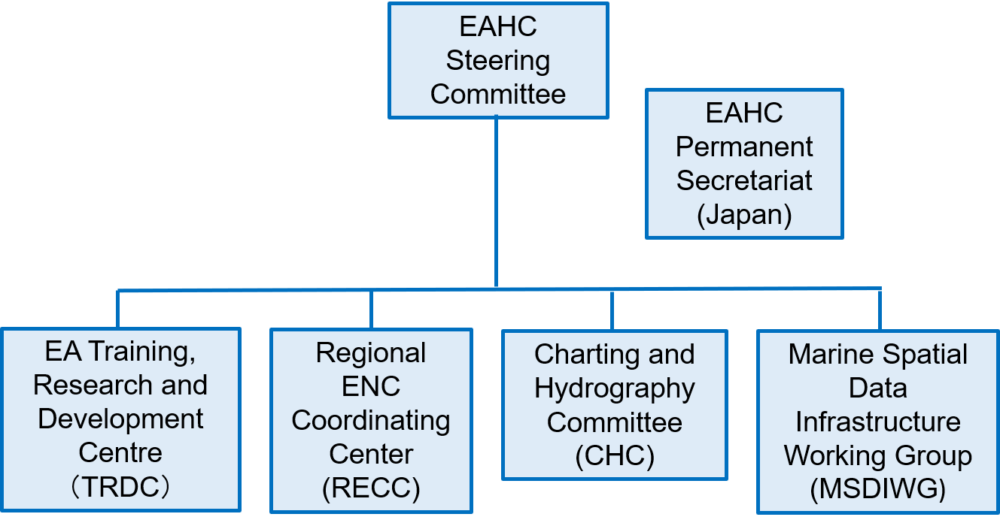 EAHC
Steering
Committee
EAHC
Permanent
Secretariat
(Japan)
EA Training,
Research and
Development
Centre
（TRDC）
Regional
ENC
Coordinating
Center
(RECC)
Charting and
Hydrography
Committee
(CHC)
Marine Spatial
Data
Infrastructure
Working Group
(MSDIWG)